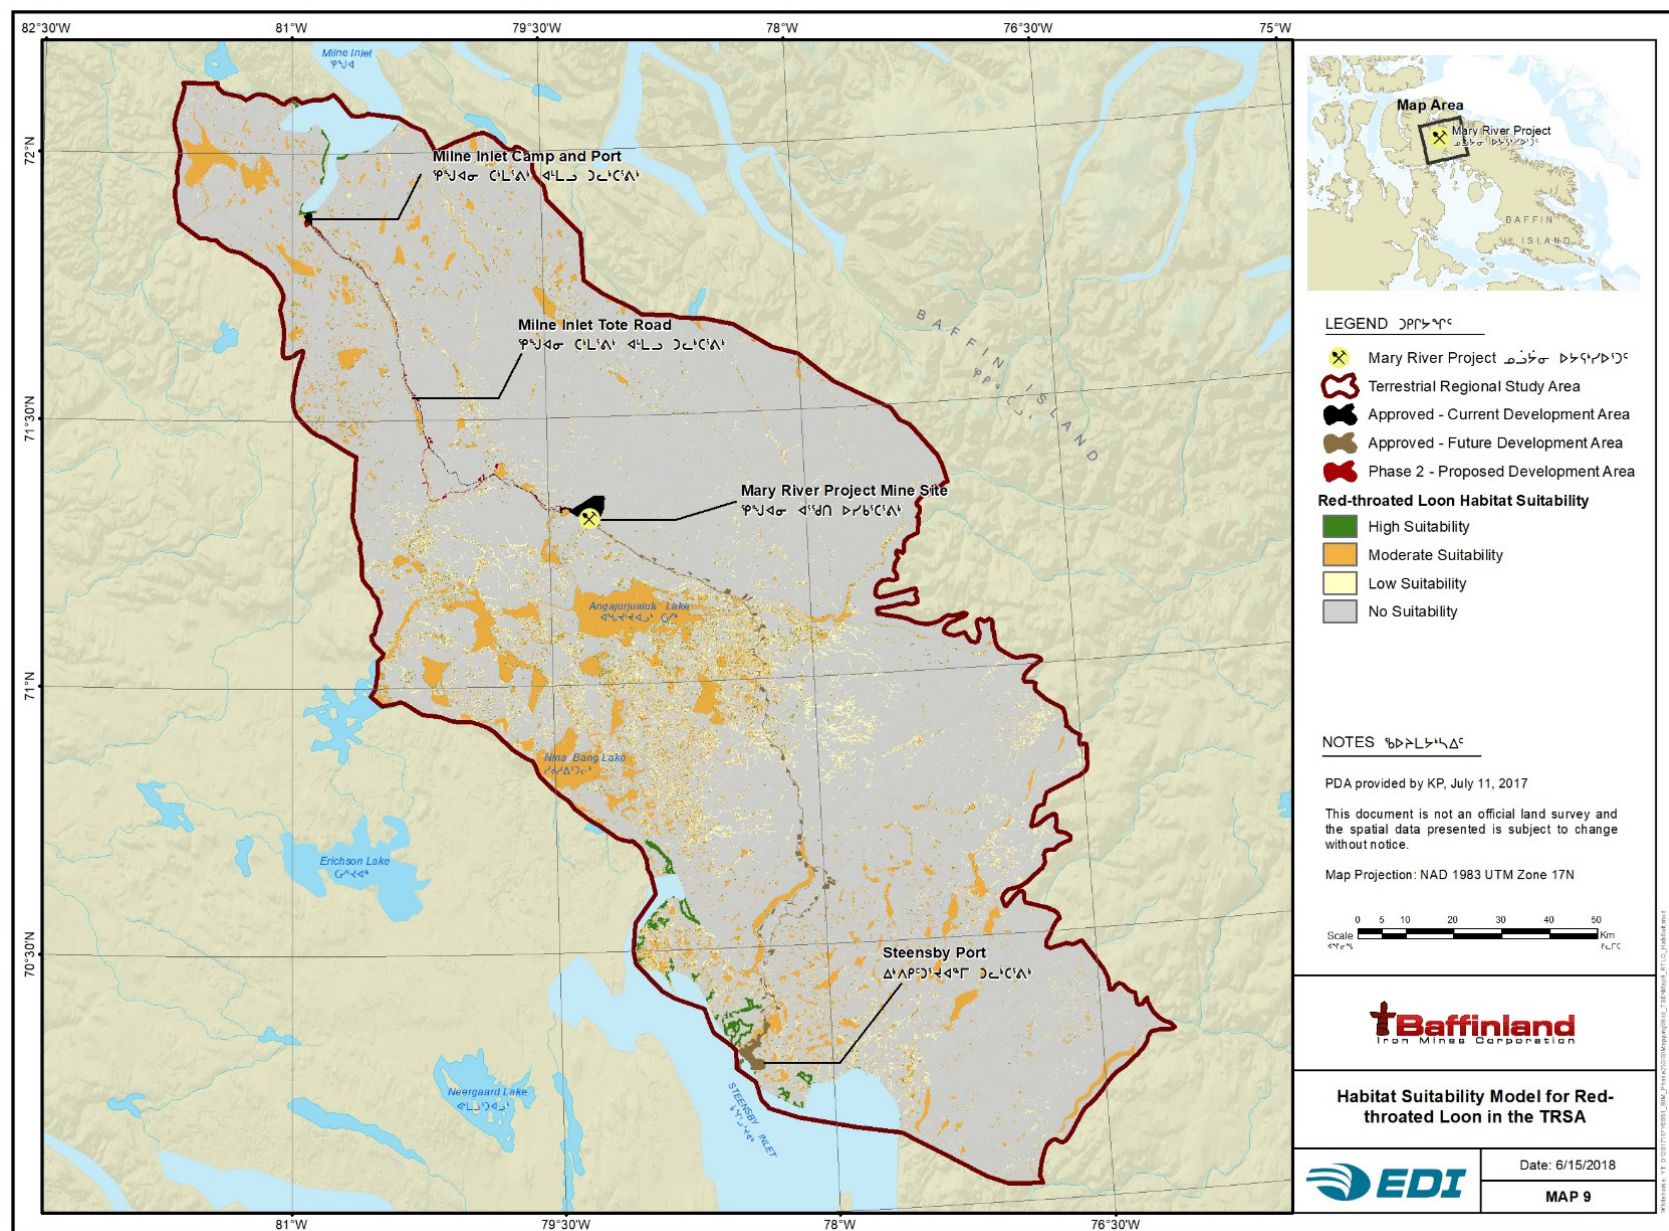 82°30'W
81°W
79°30'W
78°W
76°30'W
75°W
Milne Inlet
72°N
Milne Inlet Camp and Port
Milne Inlet Tote Road
BAFFIN ISLAND
71°30'N
Mary River Project Mine Site
Angajurjualuk Lake
71°N
Nina Bang Lake
Erichson Lake
70°30'N
Steensby Port
Neergaard Lake
STEENSBY INLET
81°W
79°30'W
78°W
76°30'W
Map Area
Mary River Project
BAFFIN
ISLAND
LEGEND
Mary River Project
Terrestrial Regional Study Area
Approved - Current Development Area
Approved - Future Development Area
Phase 2 - Proposed Development Area
Red-throated Loon Habitat Suitability
High Suitability
Moderate Suitability
Low Suitability
No Suitability
NOTES
PDA provided by KP, July 11, 2017
This document is not an official land survey and
the spatial data presented is subject to change
without notice.
Map Projection: NAD 1983 UTM Zone 17N
0 5 10 20 30 40 50
Scale
Km
Baffinland
Iron Mines Corporation
Habitat Suitability Model for Red-
throated Loon in the TRSA
EDI
Date: 6/15/2018
MAP 9